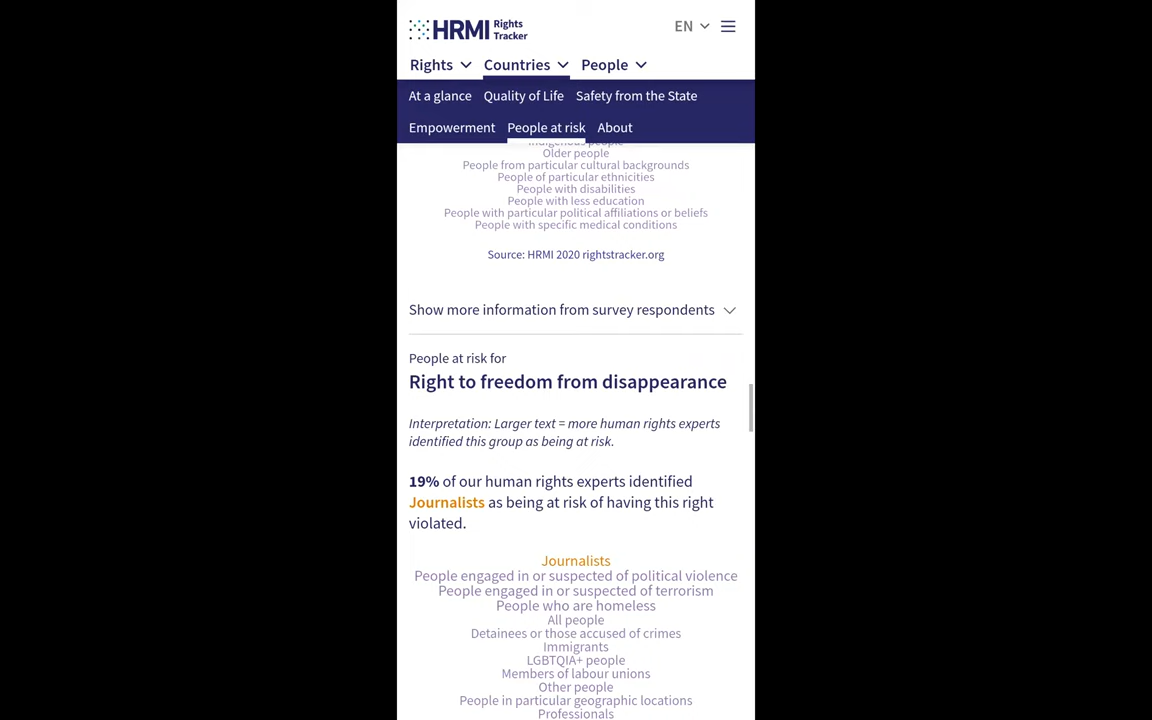 HRMI Rights Tracker
EN
Rights Countries People
At a glance Quality of Life Safety from the State
Empowerment People at risk About
Indigenous people
Older people
People from particular cultural backgrounds
People of particular ethnicities
People with disabilities
People with less education
People with particular political affiliations or beliefs
People with specific medical conditions
Source: HRMI 2020 rightstracker.org
Show more information from survey respondents
People at risk for
Right to freedom from disappearance
Interpretation: Larger text = more human rights experts
identified this group as being at risk.
19% of our human rights experts identified
Journalists as being at risk of having this right
violated.
Journalists
People engaged in or suspected of political violence
People engaged in or suspected of terrorism
People who are homeless
All people
Detainees or those accused of crimes
Immigrants
LGBTQIA+ people
Members of labour unions
Other people
People in particular geographic locations
Professionals